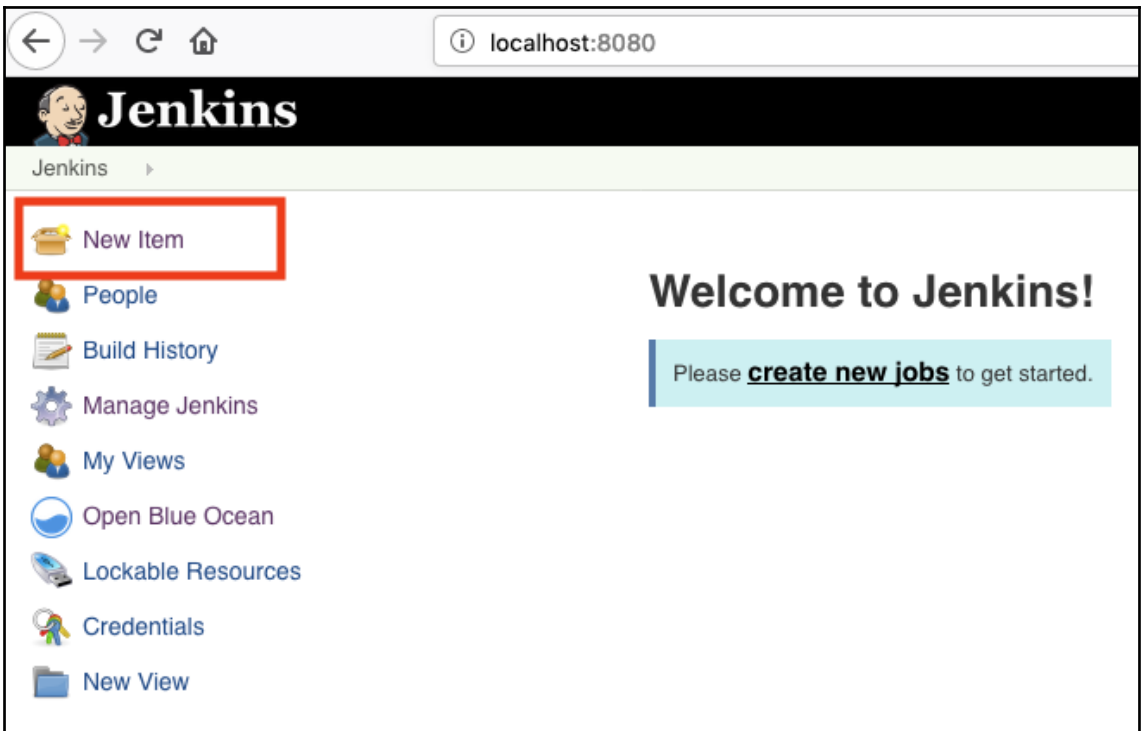 localhost:8080
Jenkins
Jenkins
New Item
People
Build History
Manage Jenkins
My Views
Open Blue Ocean
Lockable Resources
Credentials
New View
Welcome to Jenkins!
Please create new jobs to get started.